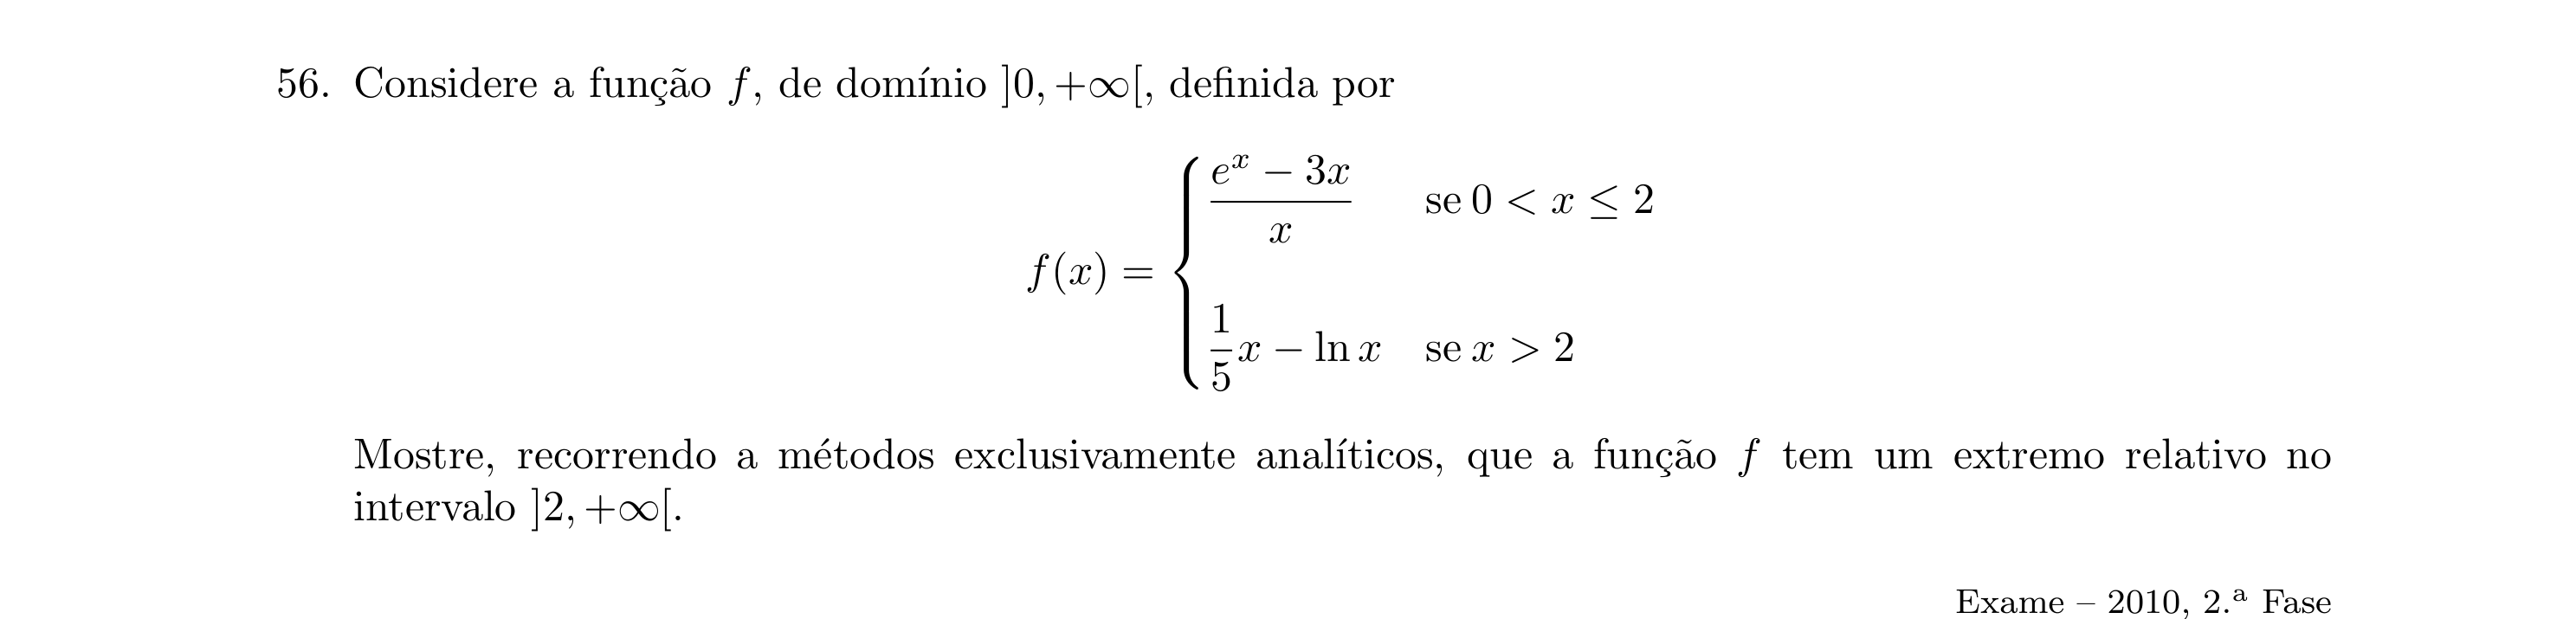 56. Considere a função f, de domínio ]0, +∞[, definida por
e^x − 3x
se 0 < x ≤ 2
x
f(x) =
1
x − ln x se x > 2
5
Mostre, recorrendo a métodos exclusivamente analíticos, que a função f tem um extremo relativo no
intervalo ]2, +∞[.
Exame – 2010, 2.ª Fase